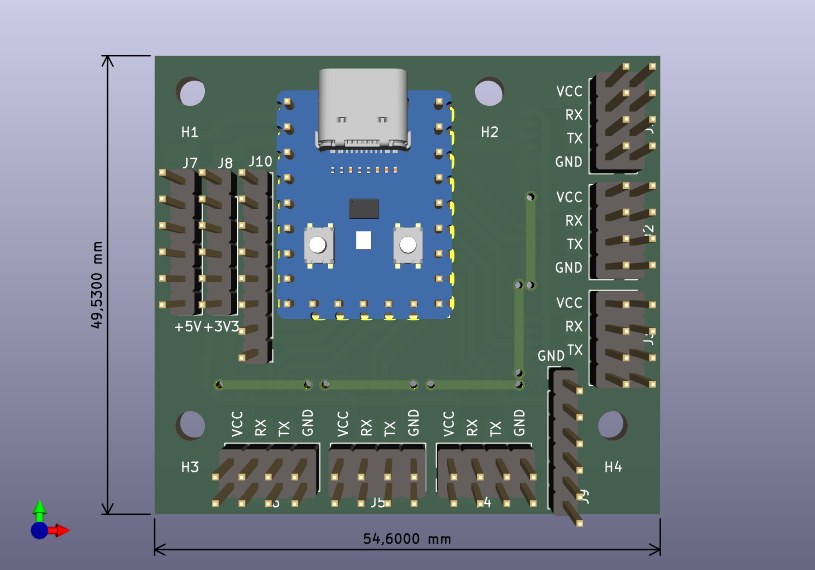 H1
H2
VCC
RX
TX
GND
J7
J8
J10
VCC
RX
TX
GND
VCC
RX
TX
GND
+5V
+3V3
49,5300 mm
VCC
RX
TX
GND
VCC
RX
TX
GND
VCC
RX
TX
GND
H3
H4
J5
54,6000 mm